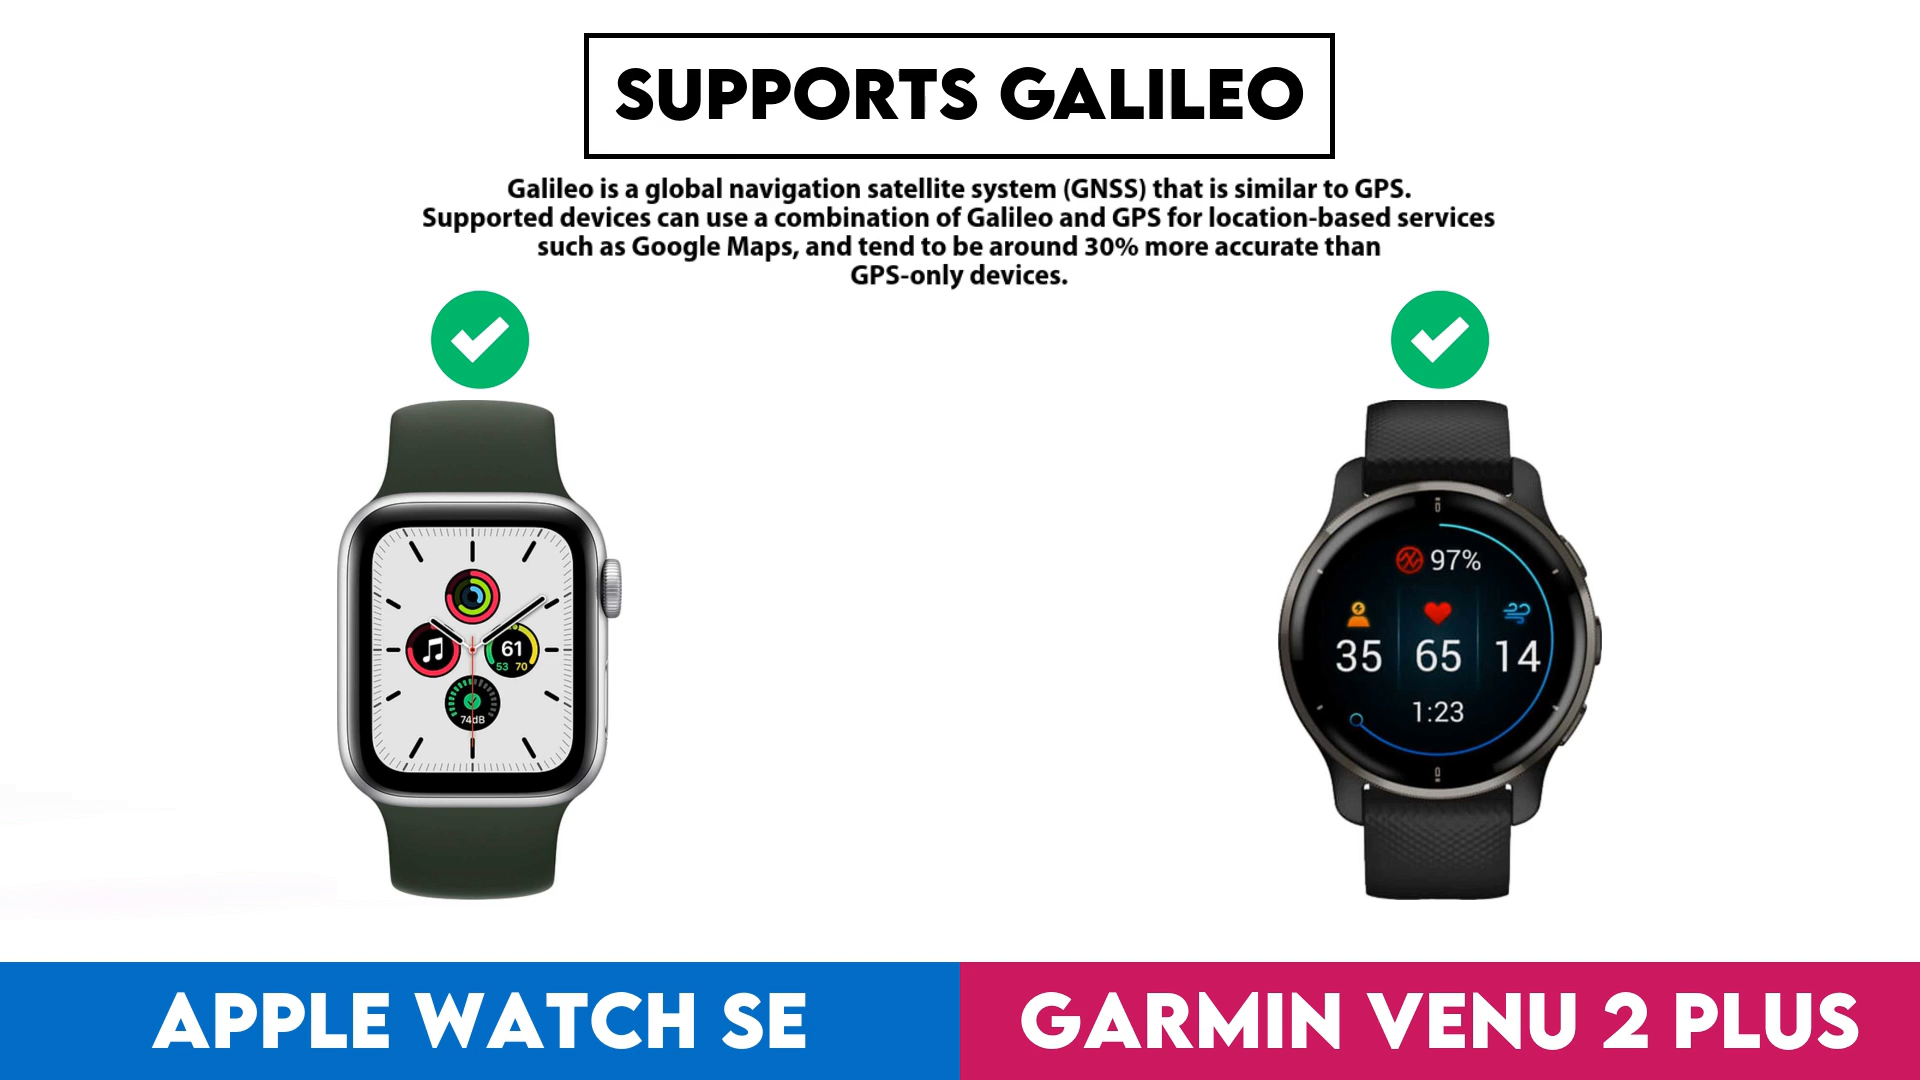 SUPPORTS GALILEO
Galileo is a global navigation satellite system (GNSS) that is similar to GPS.
Supported devices can use a combination of Galileo and GPS for location-based services
such as Google Maps, and tend to be around 30% more accurate than
GPS-only devices.
61
53 70
74dB
97%
35 65 14
1:23
APPLE WATCH SE
GARMIN VENU 2 PLUS